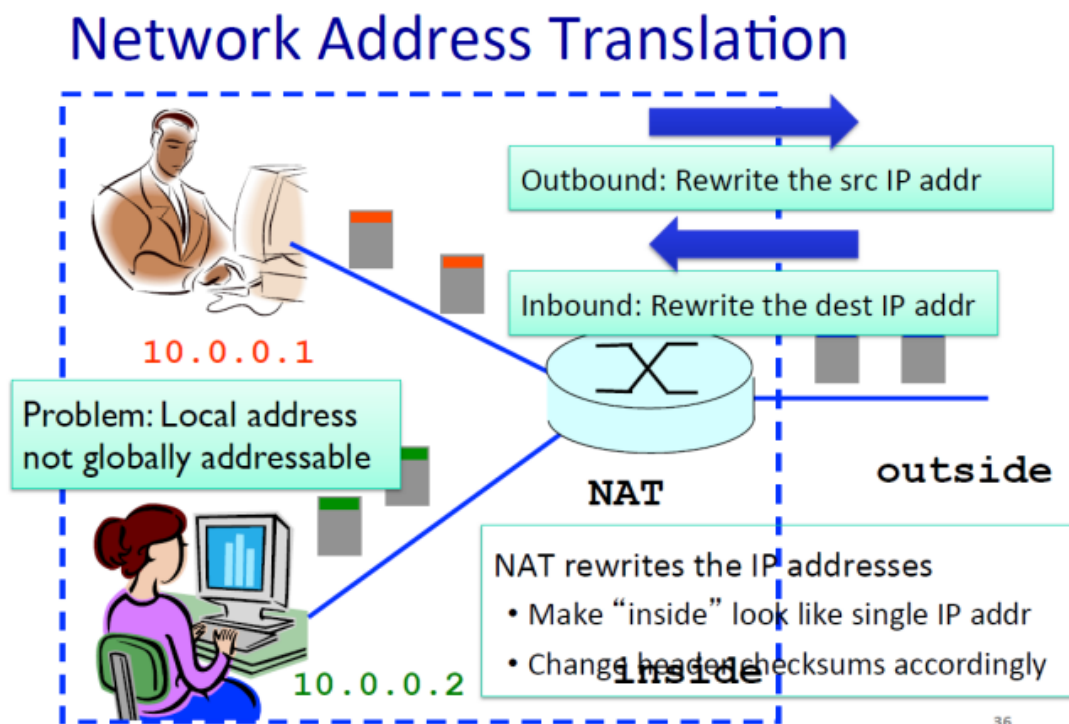 Network Address Translation
Outbound: Rewrite the src IP addr
Inbound: Rewrite the dest IP addr
10.0.0.1
Problem: Local address
not globally addressable
NAT
outside
NAT rewrites the IP addresses
• Make “inside” look like single IP addr
• Change header checksums accordingly
inside
10.0.0.2
36